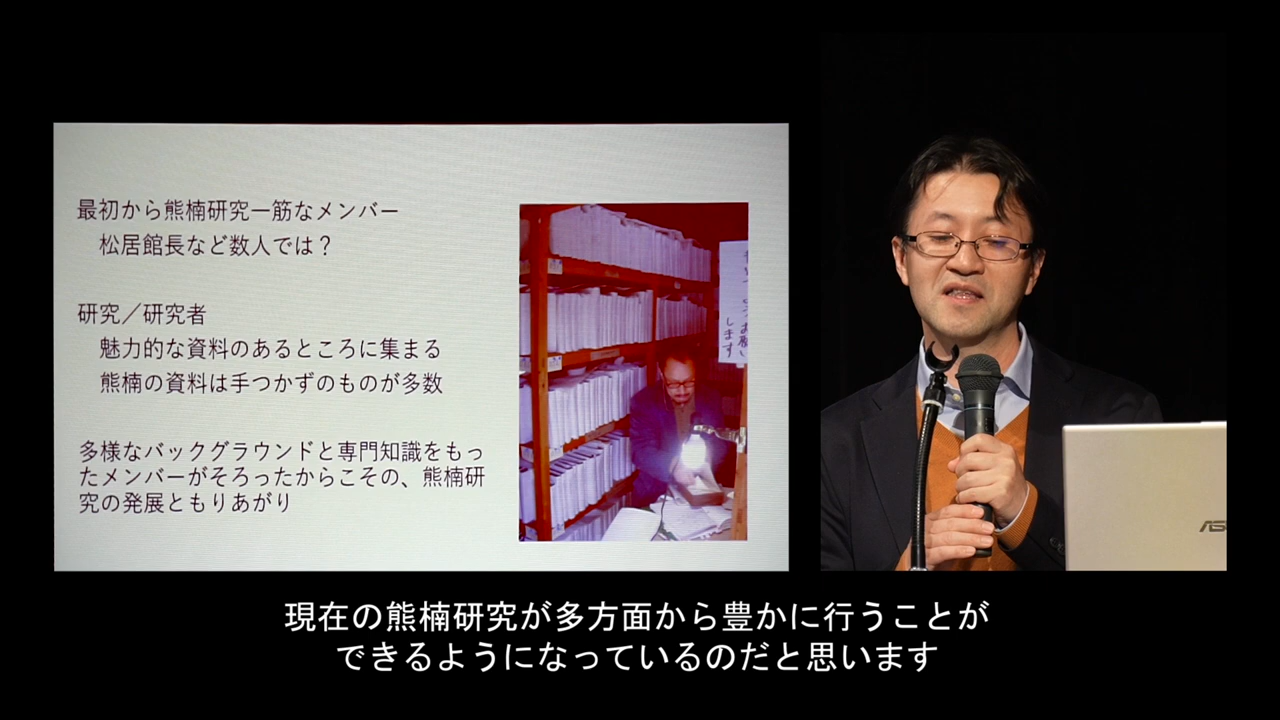 最初から熊楠研究一筋なメンバー
松居館長など数人では？
研究／研究者
魅力的な資料のあるところに集まる
熊楠の資料は手つかずのものが多数
多様なバックグラウンドと専門知識をもっ
たメンバーがそろったからこその、熊楠研
究の発展ともりあがり
します
現在の熊楠研究が多方面から豊かに行うことが
できるようになっているのだと思います